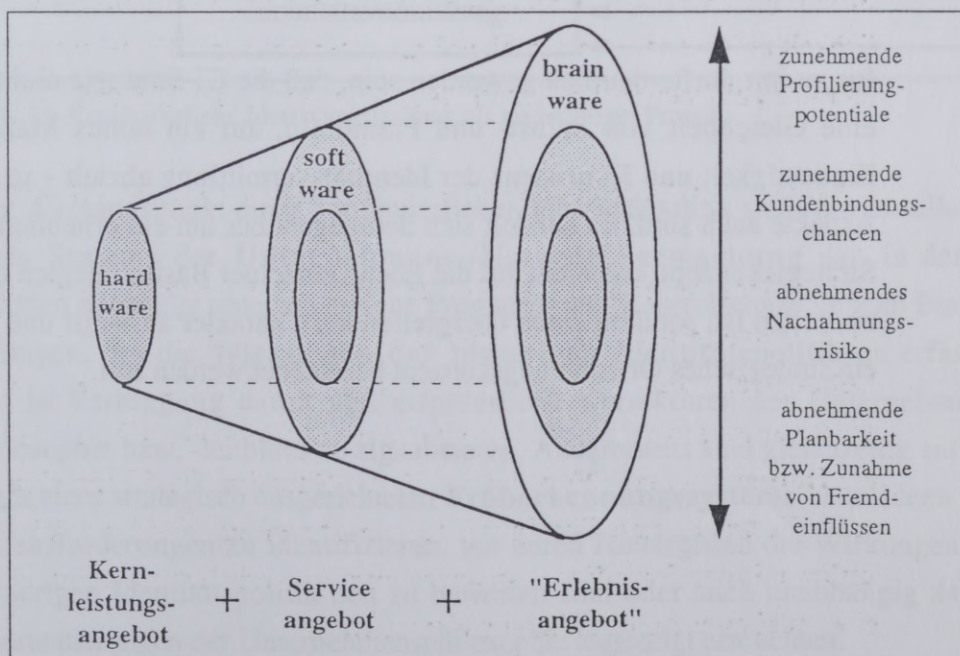 brain
ware
soft
ware
hard
ware
zunehmende
Profilierung-
potentiale
zunehmende
Kundenbindungs-
chancen
abnehmendes
Nachahmungs-
risiko
abnehmende
Planbarkeit
bzw. Zunahme
von Fremd-
einflüssen
Kern-
leistungs-
angebot
+
Service
angebot
+
"Erlebnis-
angebot"